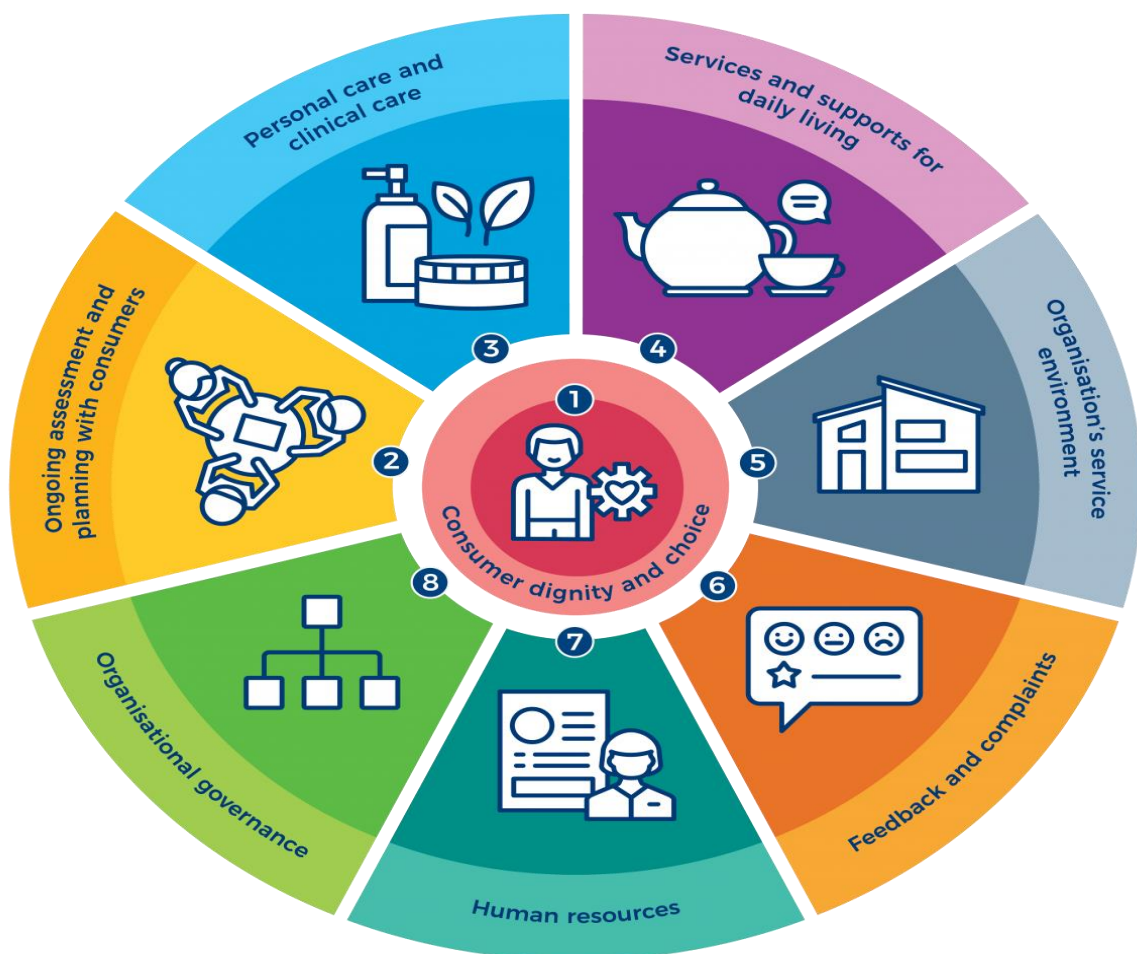 1
Consumer dignity and choice
2
Ongoing assessment and
planning with consumers
3
Personal care and
clinical care
4
Services and supports for
daily living
5
Organisation's service
environment
6
Feedback and complaints
7
Human resources
8
Organisational governance